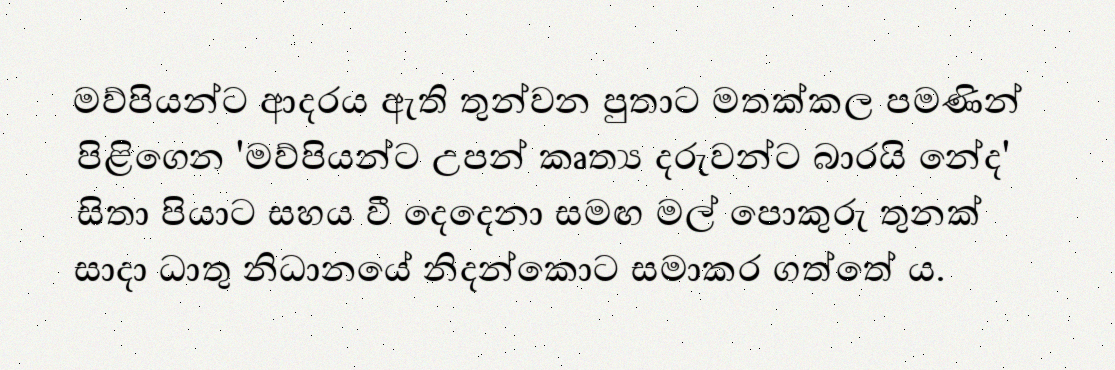 මව්පියන්ට ආදරය ඇති තුන්වන පුතාට මතක්කල පමණින්
පිළිගෙන 'මව්පියන්ට උපන් කෘත්‍ය දරුවන්ට බාරයි නේද'
සිතා පියාට සහය වී දෙදෙනා සමඟ මල් පොකුරු තුනක්
සාදා ධාතු නිධානයේ නිදන්කොට සමාකර ගත්තේ ය.